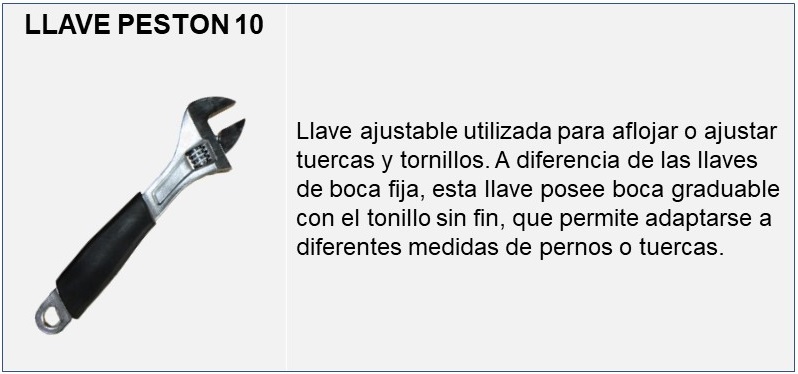 LLAVE PESTON 10
Llave ajustable utilizada para aflojar o ajustar
tuercas y tornillos. A diferencia de las llaves
de boca fija, esta llave posee boca graduable
con el tonillo sin fin, que permite adaptarse a
diferentes medidas de pernos o tuercas.